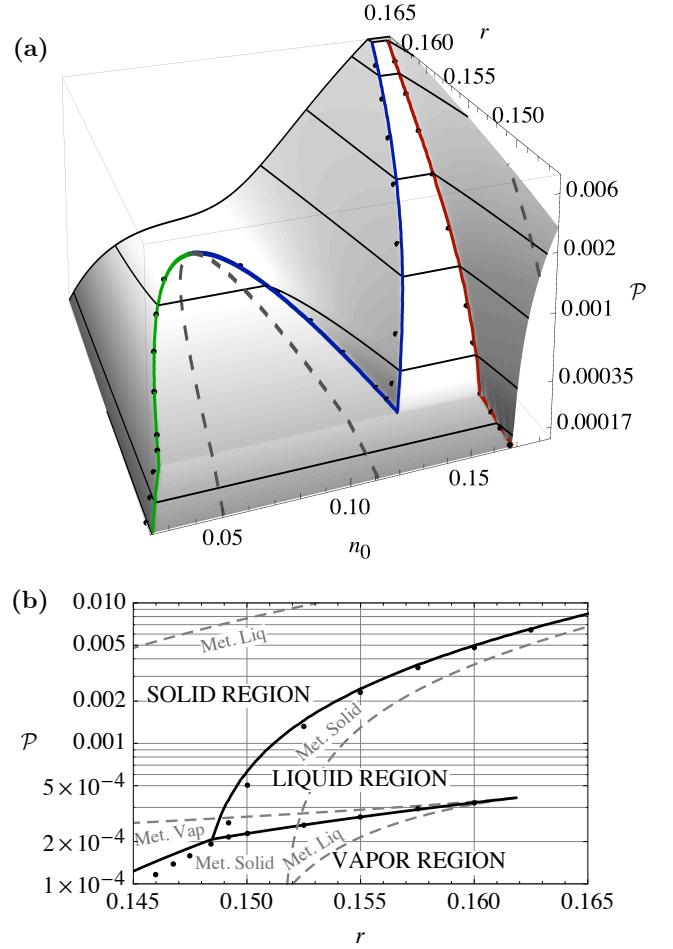 (a)
0.165
0.160
r
0.155
0.150
0.006
0.002
𝒫
0.001
0.00035
0.00017
0.15
0.10
0.05
n₀
(b)
0.010
0.005
0.002
0.001
5×10⁻⁴
2×10⁻⁴
1×10⁻⁴
𝒫
Met. Liq
SOLID REGION
Met. Solid
LIQUID REGION
Met. Vap
Met. Solid
Met. Liq
VAPOR REGION
0.145 0.150 0.155 0.160 0.165
r